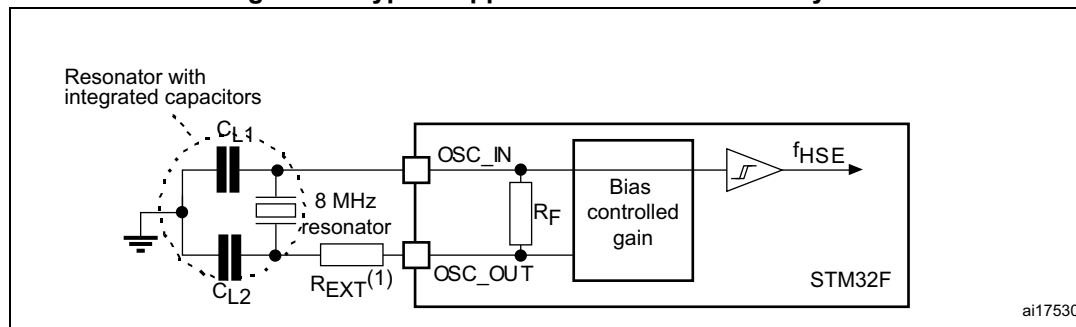 Resonator with
integrated capacitors
CL1
OSC_IN
fHSE
8 MHz
resonator
RF
Bias
controlled
gain
REXT(1)
OSC_OUT
CL2
STM32F
ai17530